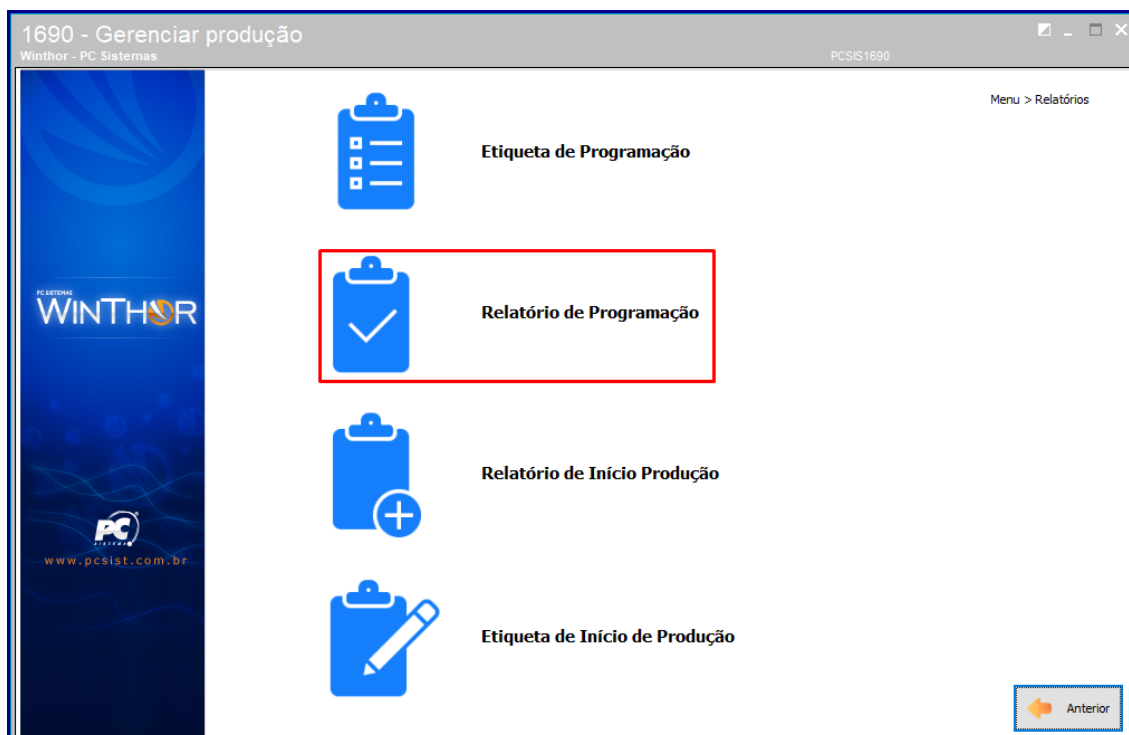 1690 - Gerenciar produção
Winthor - PC Sistemas
PCSIS1690
Menu > Relatórios
Etiqueta de Programação
PC SISTEMAS
WINTHOR
Relatório de Programação
Relatório de Início Produção
PC
SISTEMAS
www.pcsist.com.br
Etiqueta de Início de Produção
Anterior